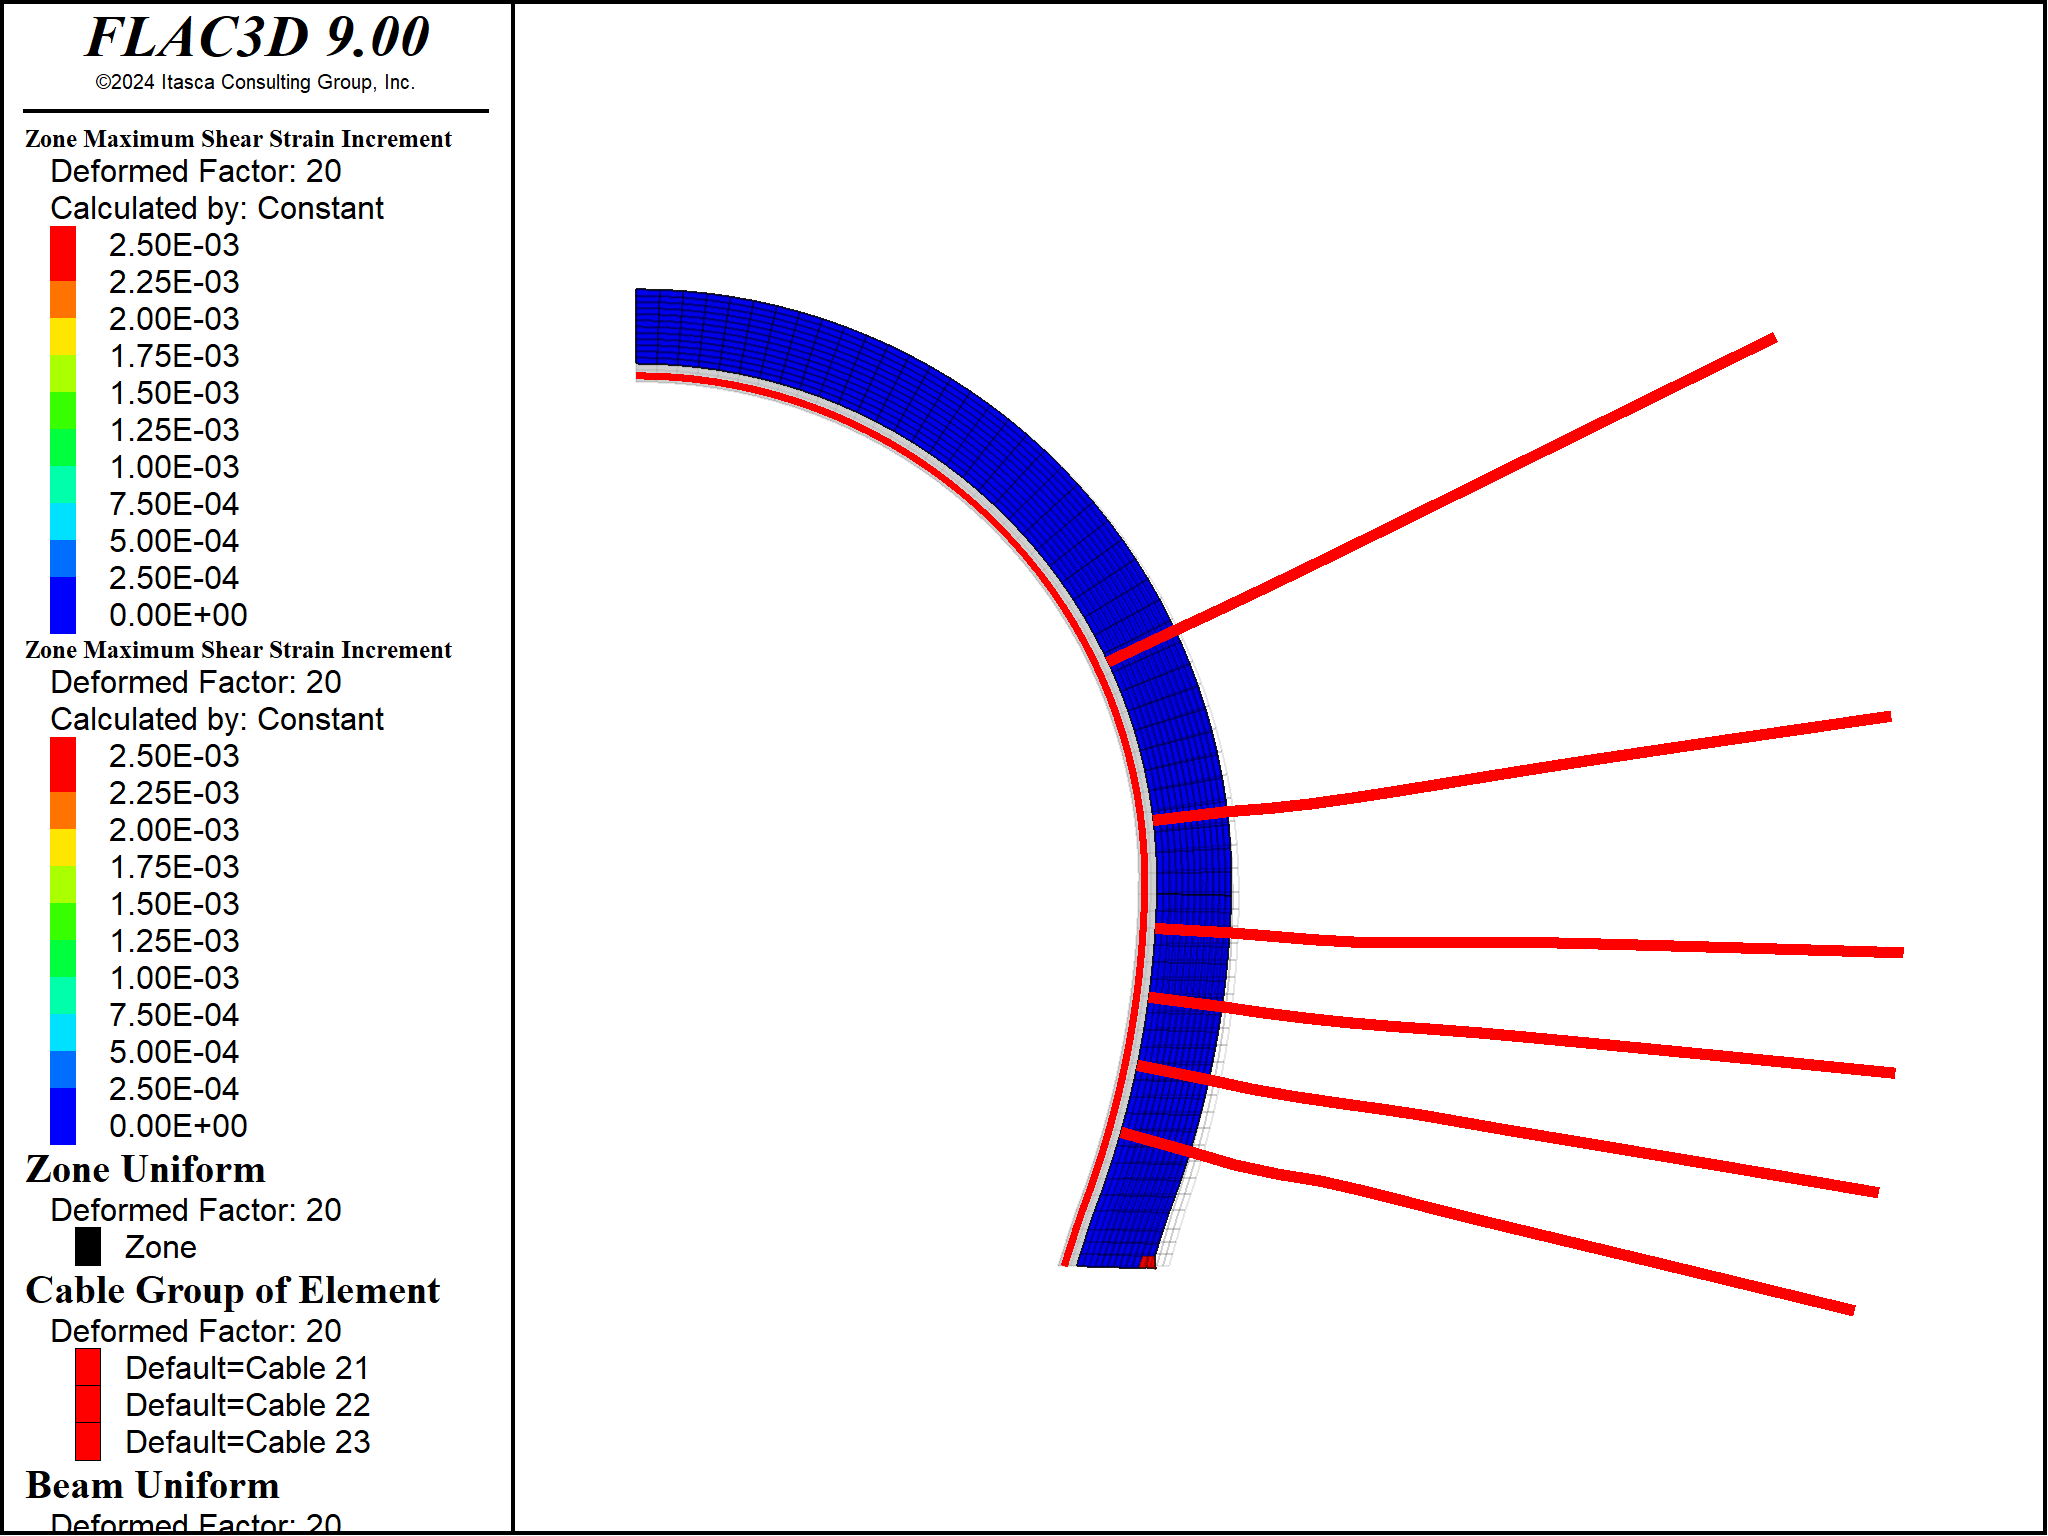 FLAC3D 9.00
©2024 Itasca Consulting Group, Inc.
Zone Maximum Shear Strain Increment
Deformed Factor: 20
Calculated by: Constant
2.50E-03
2.25E-03
2.00E-03
1.75E-03
1.50E-03
1.25E-03
1.00E-03
7.50E-04
5.00E-04
2.50E-04
0.00E+00
Zone Maximum Shear Strain Increment
Deformed Factor: 20
Calculated by: Constant
2.50E-03
2.25E-03
2.00E-03
1.75E-03
1.50E-03
1.25E-03
1.00E-03
7.50E-04
5.00E-04
2.50E-04
0.00E+00
Zone Uniform
Deformed Factor: 20
Zone
Cable Group of Element
Deformed Factor: 20
Default=Cable 21
Default=Cable 22
Default=Cable 23
Beam Uniform
Deformed Factor: 20